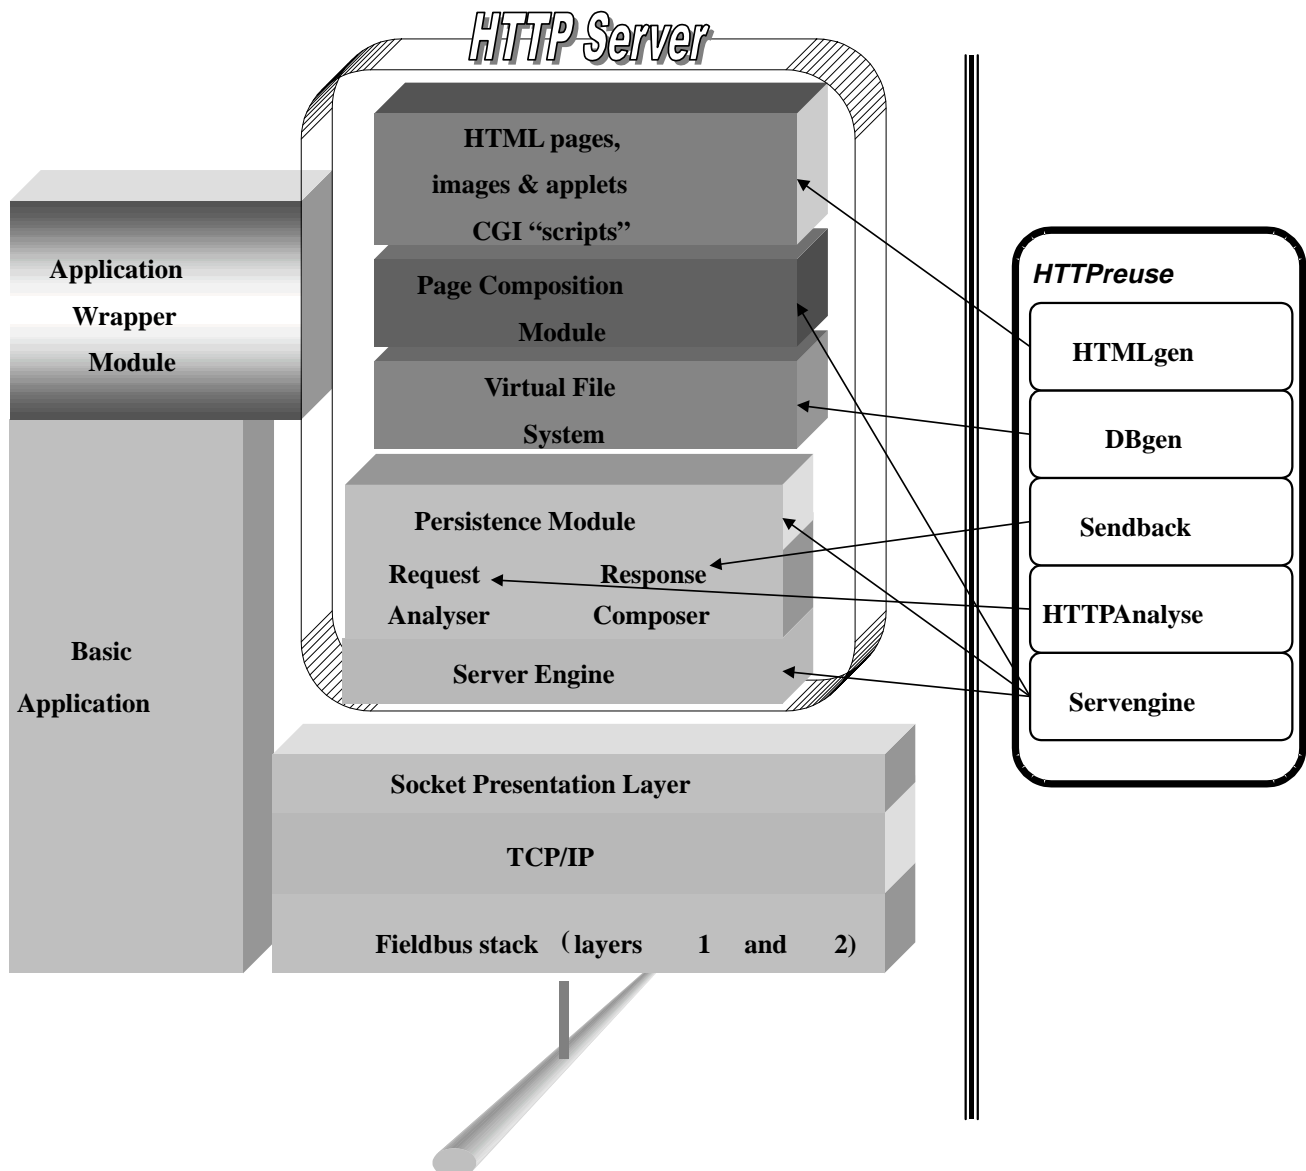 HTTP Server
HTML pages,
images & applets
CGI “scripts”
Application
Wrapper
Module
Page Composition
Module
Virtual File
System
Persistence Module
Request
Analyser
Response
Composer
Server Engine
Basic
Application
Socket Presentation Layer
TCP/IP
Fieldbus stack (layers 1 and 2)
HTTPreuse
HTMLgen
DBgen
Sendback
HTTPAnalyse
Servengine